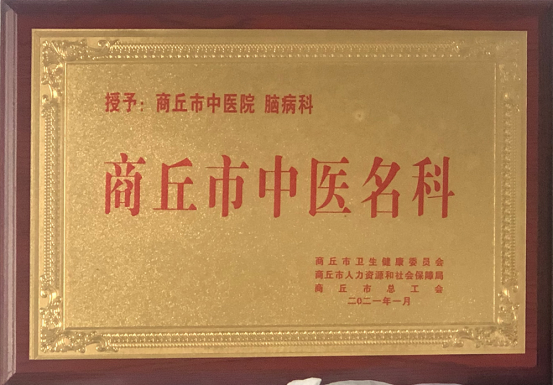 授予：商丘市中医院 脑病科
商丘市中医名科
商丘市卫生健康委员会
商丘市人力资源和社会保障局
商丘市总工会
二〇二一年一月